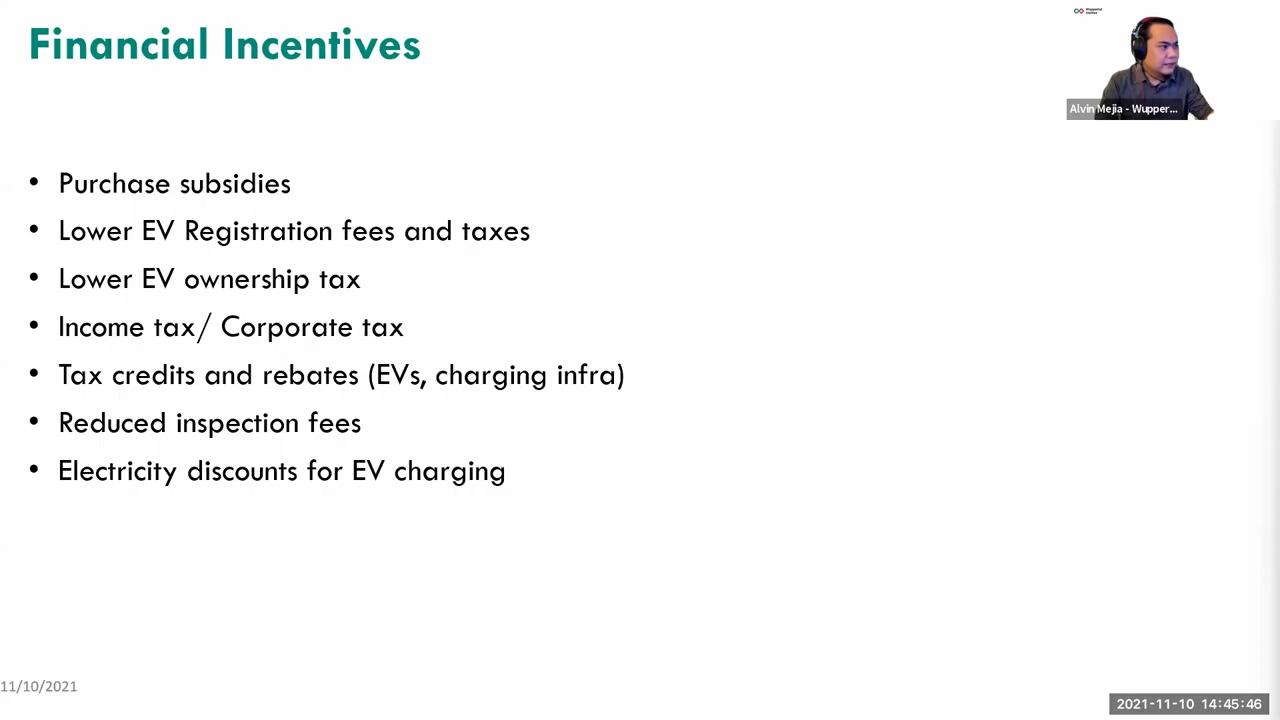 Financial Incentives
Wuppertal
Institut
Alvin Mejia - Wupper...
• Purchase subsidies
• Lower EV Registration fees and taxes
• Lower EV ownership tax
• Income tax/ Corporate tax
• Tax credits and rebates (EVs, charging infra)
• Reduced inspection fees
• Electricity discounts for EV charging
11/10/2021
2021-11-10 14:45:46